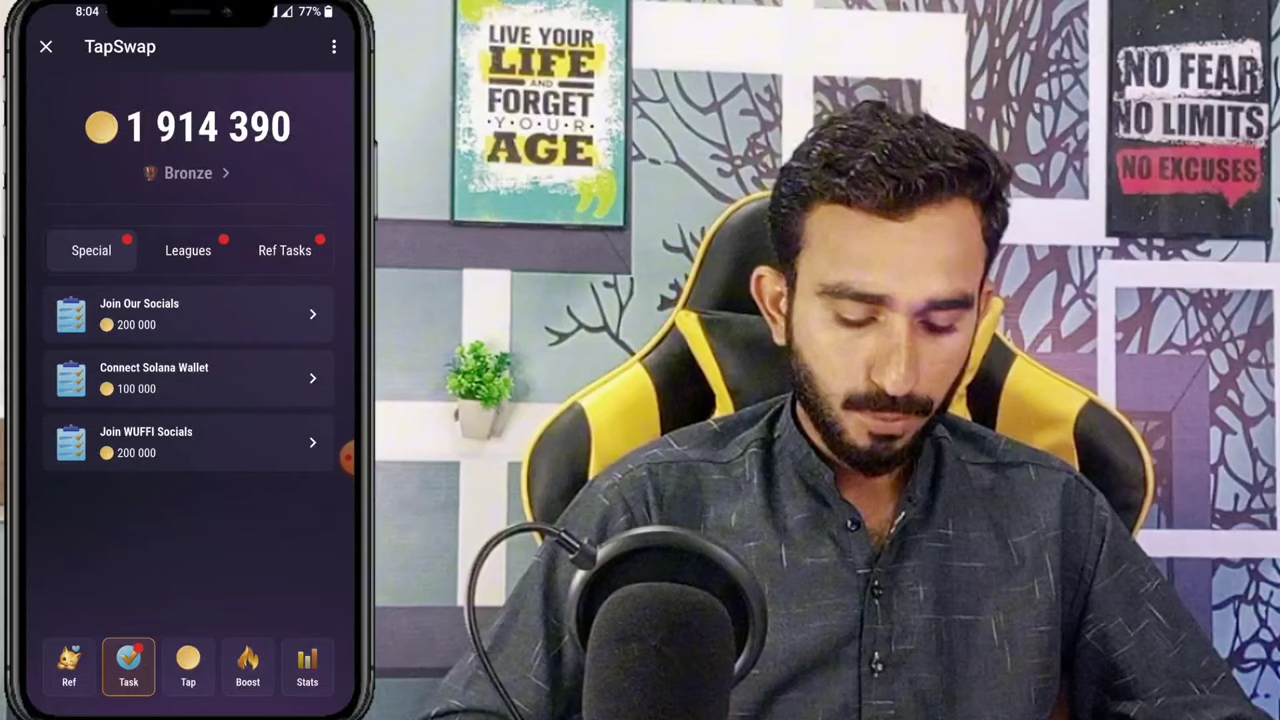 8:04
77%
TapSwap
1 914 390
Bronze
Special
Leagues
Ref Tasks
Join Our Socials
200 000
Connect Solana Wallet
100 000
Join WUFFI Socials
200 000
Ref
Task
Tap
Boost
Stats
LIVE YOUR
LIFE
AND
FORGET
·Y·O·U·R·
AGE
NO FEAR
NO LIMITS
NO EXCUSES